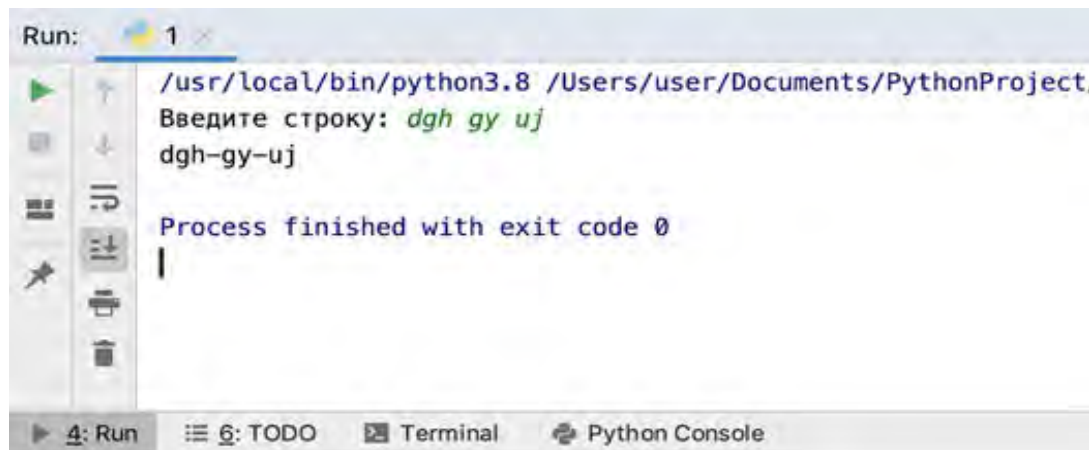 Run: 1
/usr/local/bin/python3.8 /Users/user/Documents/PythonProject
Введите строку: dgh gy uj
dgh-gy-uj
Process finished with exit code 0
4: Run 6: TODO Terminal Python Console